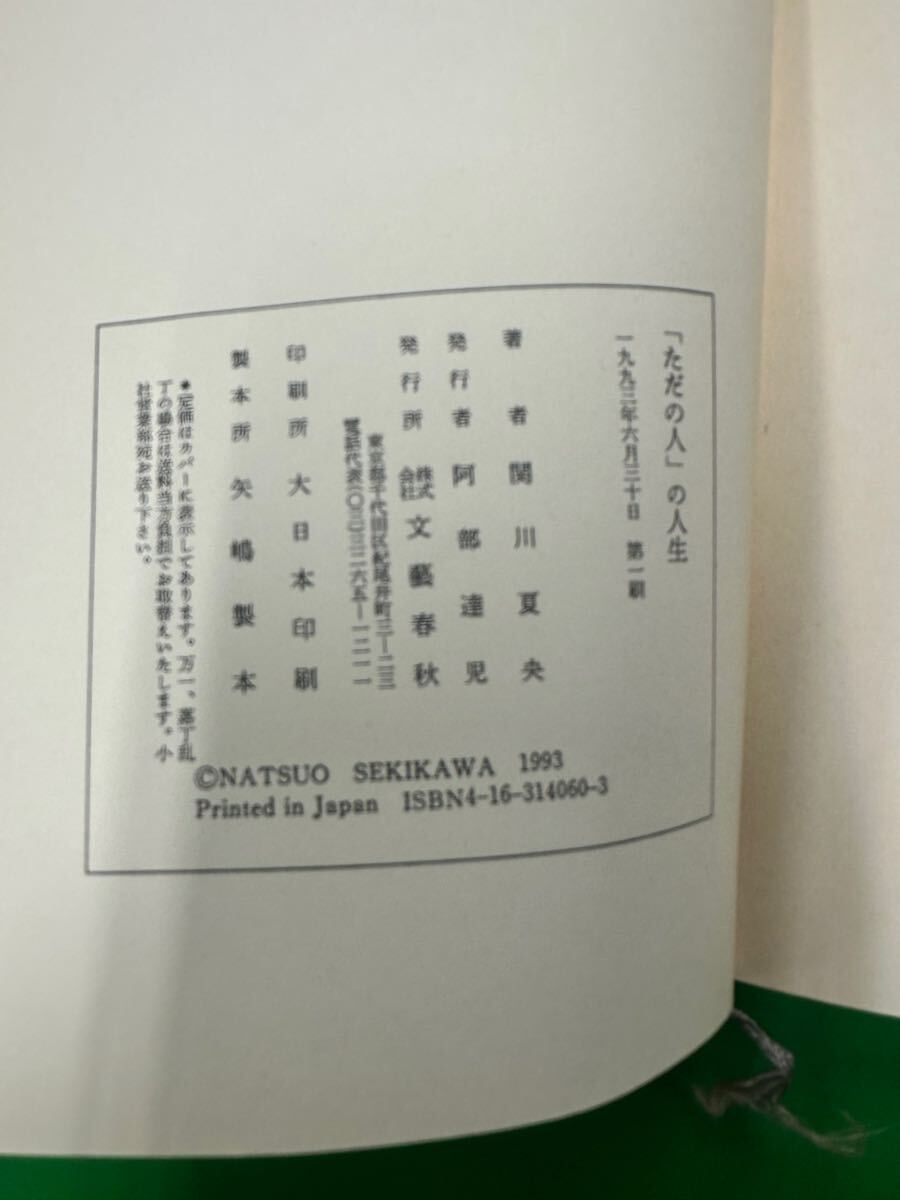 「ただの人」の人生
一九九三年六月三十日　第一刷
著者　関川夏央
発行者　阿部達児
発行所　株式会社　文藝春秋
東京都千代田区紀尾井町三―二三
電話代表(〇三)三二六五―一二一一
印刷所　大日本印刷
製本所　矢嶋製本
＊定価はカバーに表示してあります。万一、落丁乱
丁の場合は送料当方負担でお取替えいたします。小
社営業部宛お送り下さい。
©NATSUO SEKIKAWA 1993
Printed in Japan ISBN4-16-314060-3